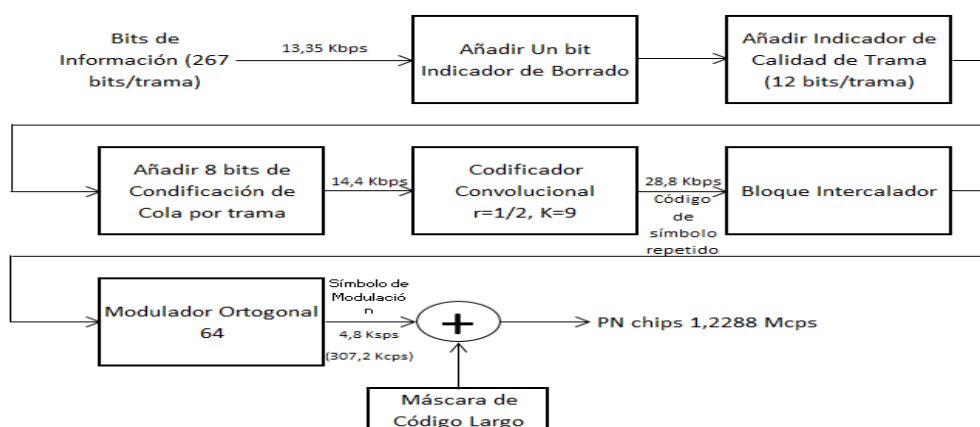 Bits de
Información (267
bits/trama)
13,35 Kbps
Añadir Un bit
Indicador de Borrado
Añadir Indicador de
Calidad de Trama
(12 bits/trama)
Añadir 8 bits de
Condificación de
Cola por trama
14,4 Kbps
Codificador
Convolucional
r=1/2, K=9
28,8 Kbps
Código
de
símbolo
repetido
Bloque Intercalador
Modulador Ortogonal
64
Símbolo de
Modulació
n
4,8 Ksps
(307,2 Kcps)
+
PN chips 1,2288 Mcps
Máscara de
Código Largo